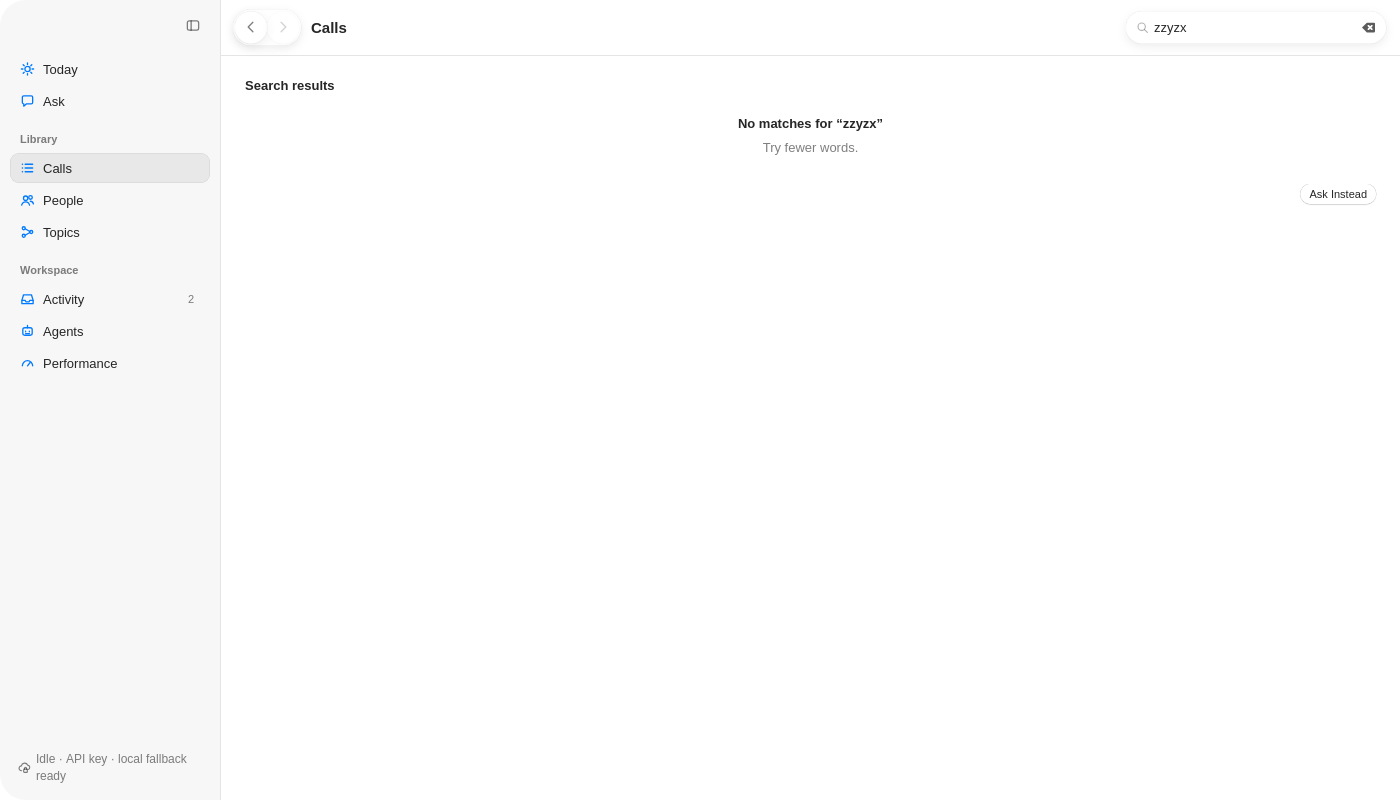 Calls
zzyzx
Today
Ask
Library
Calls
People
Topics
Workspace
Activity 2
Agents
Performance
Idle · API key · local fallback
ready
Search results
No matches for “zzyzx”
Try fewer words.
Ask Instead